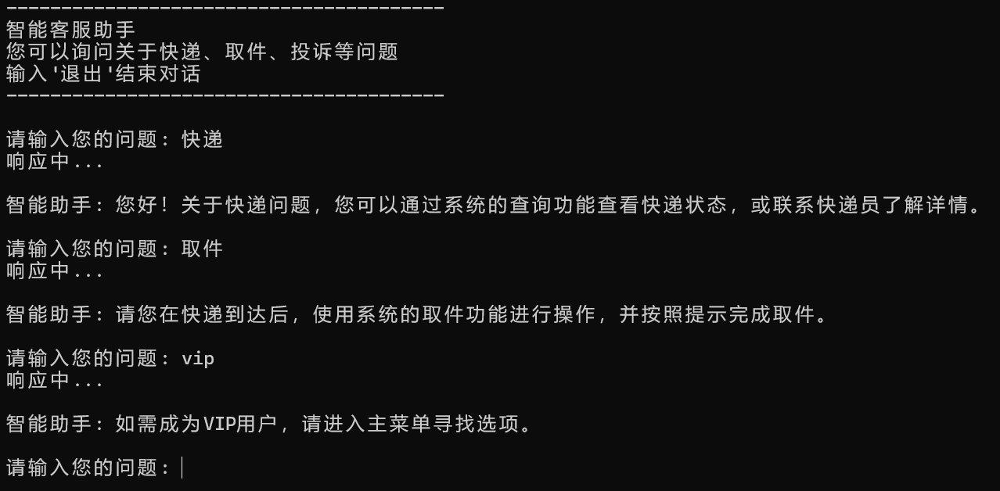 ----------------------------------------
智能客服助手
您可以询问关于快递、取件、投诉等问题
输入'退出'结束对话
----------------------------------------
请输入您的问题：快递
响应中...
智能助手：您好！关于快递问题，您可以通过系统的查询功能查看快递状态，或联系快递员了解详情。
请输入您的问题：取件
响应中...
智能助手：请您在快递到达后，使用系统的取件功能进行操作，并按照提示完成取件。
请输入您的问题：vip
响应中...
智能助手：如需成为VIP用户，请进入主菜单寻找选项。
请输入您的问题：